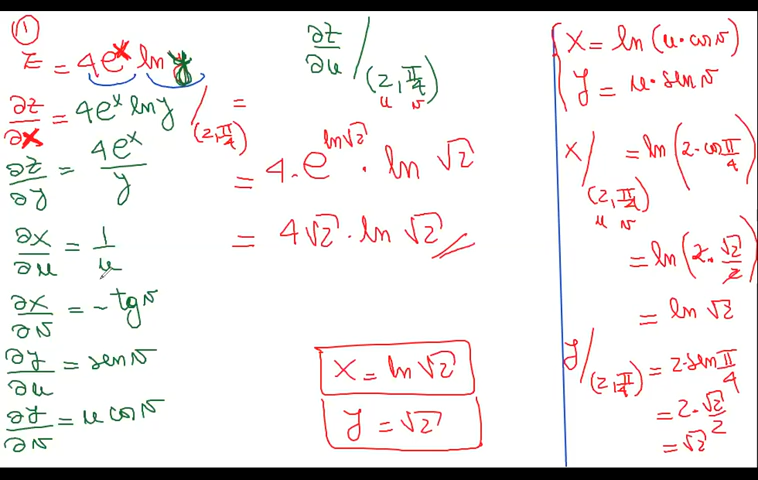 ①
z = 4e^x ln y
∂z/∂x = 4e^x ln y |(2, π/4) =
= 4·e^(ln√2) · ln √2
= 4√2 · ln √2
∂z/∂y = 4e^x / y
∂x/∂u = 1/u
∂x/∂v = - tg v
∂y/∂u = sen v
∂y/∂v = u cos v
∂z/∂u |(2, π/4)
u v
x = ln √2
y = √2
x = ln (u · cos v)
y = u · sen v
x |(2, π/4) = ln (2 · cos π/4)
u v
= ln (2 · √2/2)
= ln √2
y |(2, π/4) = 2 · sen π/4
= 2 · √2/2
= √2